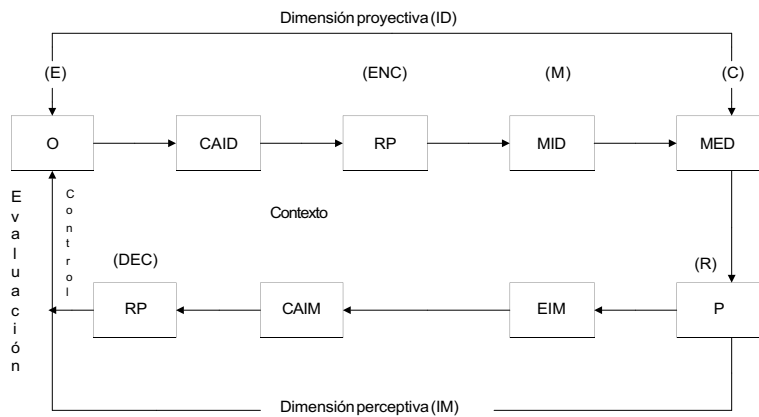 Dimensión proyectiva (ID)
(E)
(ENC)
(M)
(C)
O
CAID
RP
MID
MED
Evaluación
Control
Contexto
(DEC)
(R)
RP
CAIM
EIM
P
Dimensión perceptiva (IM)